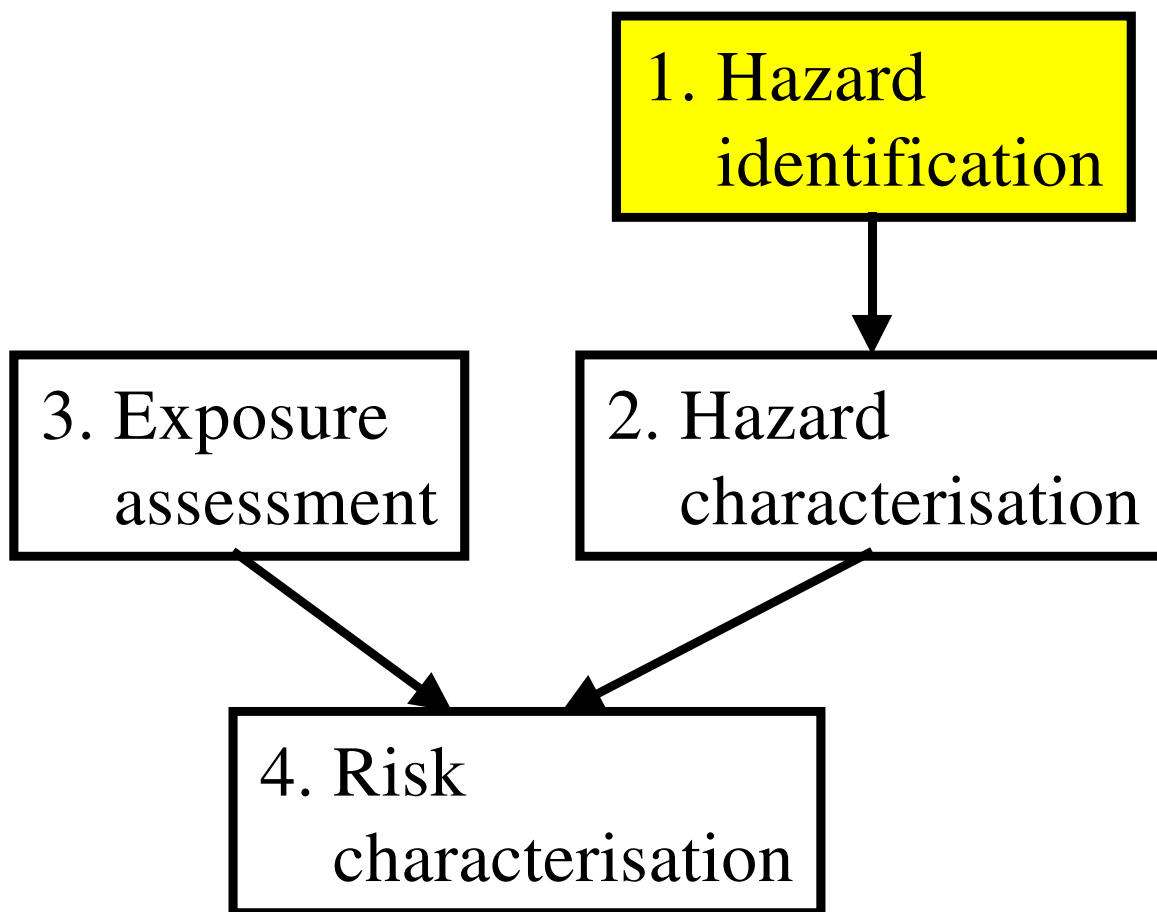 1. Hazard
identification
3. Exposure
assessment
2. Hazard
characterisation
4. Risk
characterisation